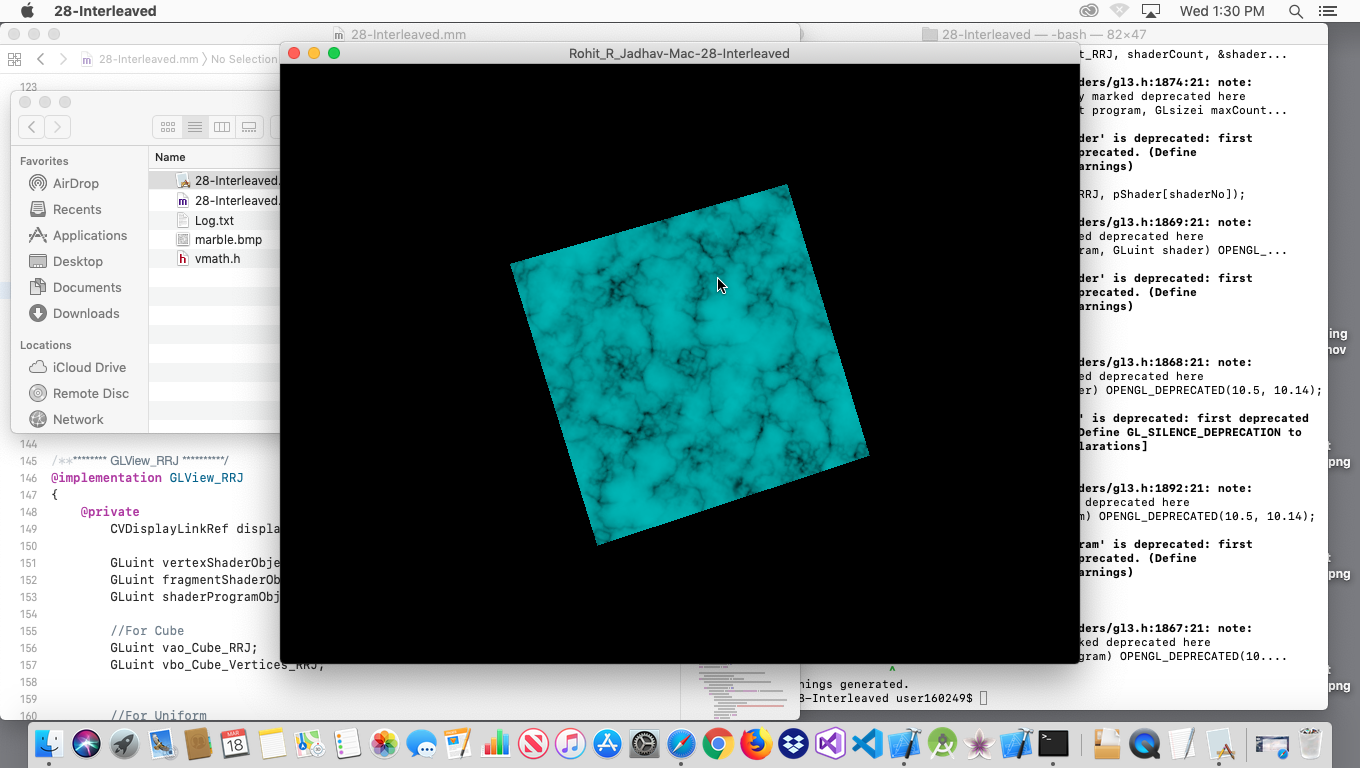 28-Interleaved
Wed 1:30 PM
28-Interleaved.mm
28-Interleaved — -bash — 82×47
Rohit_R_Jadhav-Mac-28-Interleaved
28-Interleaved.mm 〉 No Selection
123
Favorites
AirDrop
Recents
Applications
Desktop
Documents
Downloads
Locations
iCloud Drive
Remote Disc
Network
Name
28-Interleaved.
28-Interleaved.
Log.txt
marble.bmp
vmath.h
144
145 /********** GLView_RRJ **********/
146 @implementation GLView_RRJ
147 {
148 @private
149 CVDisplayLinkRef displa
150
151 GLuint vertexShaderObje
152 GLuint fragmentShaderOb
153 GLuint shaderProgramObj
154
155 //For Cube
156 GLuint vao_Cube_RRJ;
157 GLuint vbo_Cube_Vertices_RRJ;
158
159
160 //For Uniform
t_RRJ, shaderCount, &shader...
ders/gl3.h:1874:21: note:
y marked deprecated here
t program, GLsizei maxCount...
der' is deprecated: first
precated. (Define
arnings)
RRJ, pShader[shaderNo]);
ders/gl3.h:1869:21: note:
ed deprecated here
ram, GLuint shader) OPENGL_...
der' is deprecated: first
precated. (Define
arnings)
ders/gl3.h:1868:21: note:
ed deprecated here
er) OPENGL_DEPRECATED(10.5, 10.14);
' is deprecated: first deprecated
Define GL_SILENCE_DEPRECATION to
larations]
ders/gl3.h:1892:21: note:
deprecated here
m) OPENGL_DEPRECATED(10.5, 10.14);
ram' is deprecated: first
precated. (Define
arnings)
ders/gl3.h:1867:21: note:
ked deprecated here
gram) OPENGL_DEPRECATED(10....
^
nings generated.
8-Interleaved user160249$
ing
mov
t
png
t
png
t
png
MAR
18